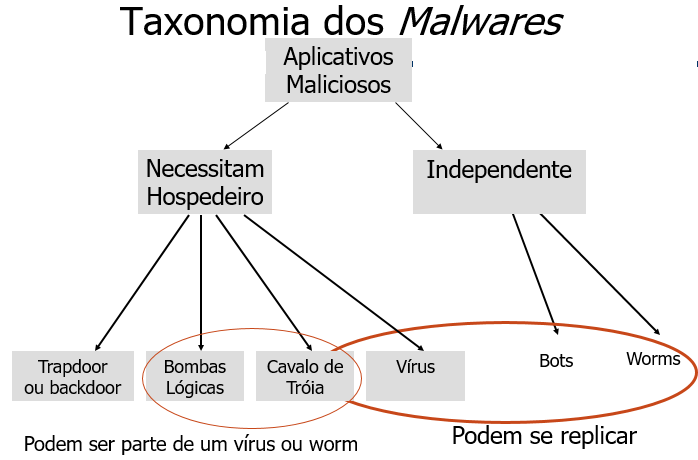 Taxonomia dos Malwares
Aplicativos
Maliciosos
Necessitam
Hospedeiro
Independente
Trapdoor
ou backdoor
Bombas
Lógicas
Cavalo de
Tróia
Vírus
Bots
Worms
Podem ser parte de um vírus ou worm
Podem se replicar